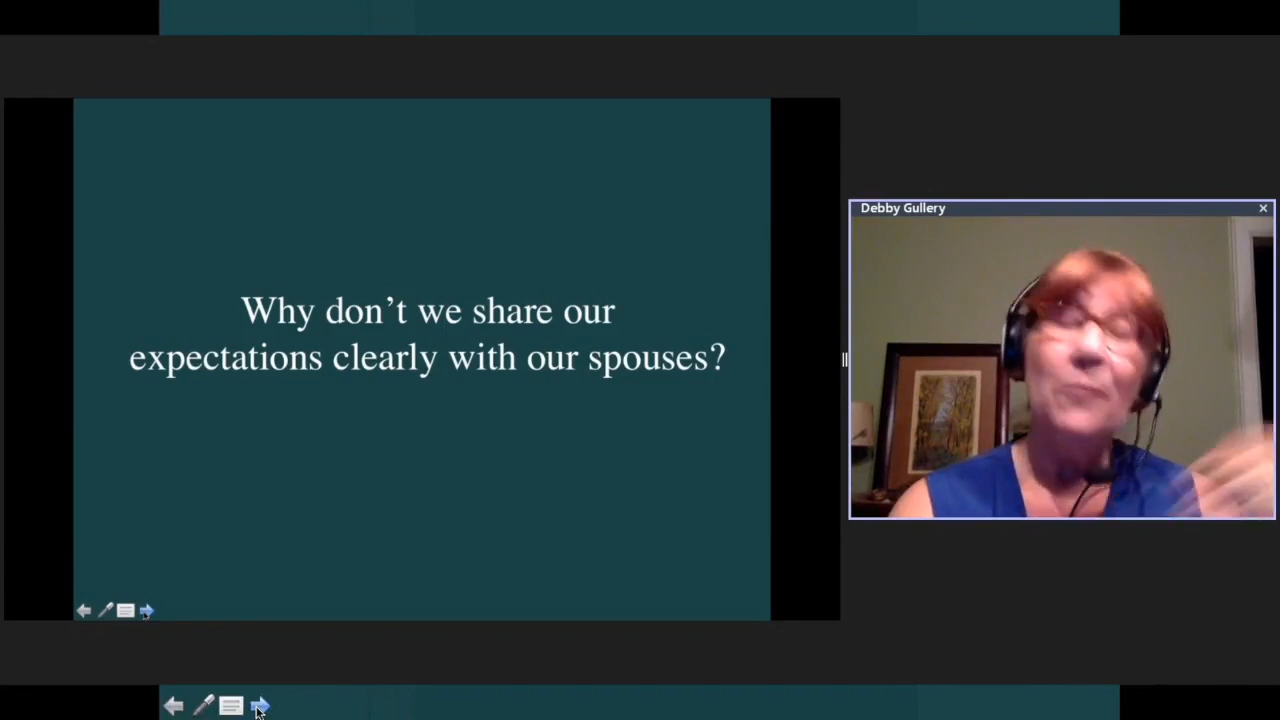 Debby Gullery
Why don’t we share our
expectations clearly with our spouses?